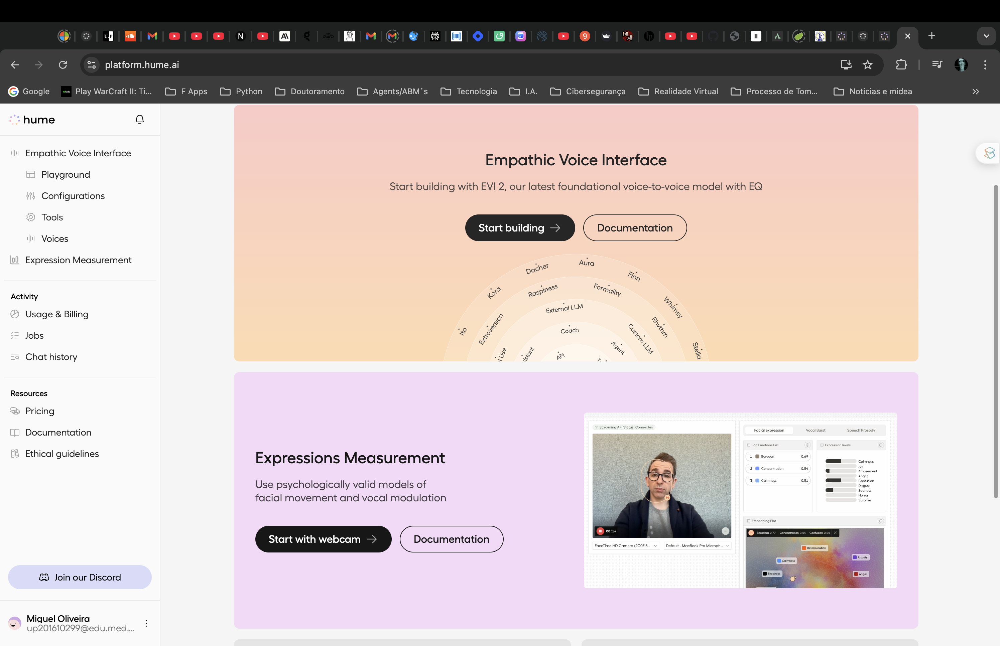 platform.hume.ai
Google
Play WarCraft II: Ti...
F Apps
Python
Doutoramento
Agents/ABM´s
Tecnologia
I.A.
Cibersegurança
Realidade Virtual
Processo de Tom...
Noticias e midea
hume
Empathic Voice Interface
Playground
Configurations
Tools
Voices
Expression Measurement
Activity
Usage & Billing
Jobs
Chat history
Resources
Pricing
Documentation
Ethical guidelines
Join our Discord
Miguel Oliveira
up201610299@edu.med....
Empathic Voice Interface
Start building with EVI 2, our latest foundational voice-to-voice model with EQ
Start building
Documentation
Dacher
Aura
Finn
Kora
Raspiness
Formality
Whimsy
External LLM
Ito
Extroversion
Coach
Custom LLM
Rhythm
Stella
l Use
istant
API
Agent
Expressions Measurement
Use psychologically valid models of
facial movement and vocal modulation
Start with webcam
Documentation
Streaming API Status: Connected
00:24
FaceTime HD Camera (2C0E:8...
Default - MacBook Pro Microph...
Facial expression
Vocal Burst
Speech Prosody
Top Emotions List
1 Boredom 0.69
2 Concentration 0.54
3 Calmness 0.51
Expression levels
Calmness
Joy
Amusement
Anger
Confusion
Disgust
Sadness
Horror
Surprise
Embedding Plot
P1 Boredom 0.77 Concentration 0.44 Confusion 0.44
Determination
Anxiety
Calmness
Tiredness
Anger